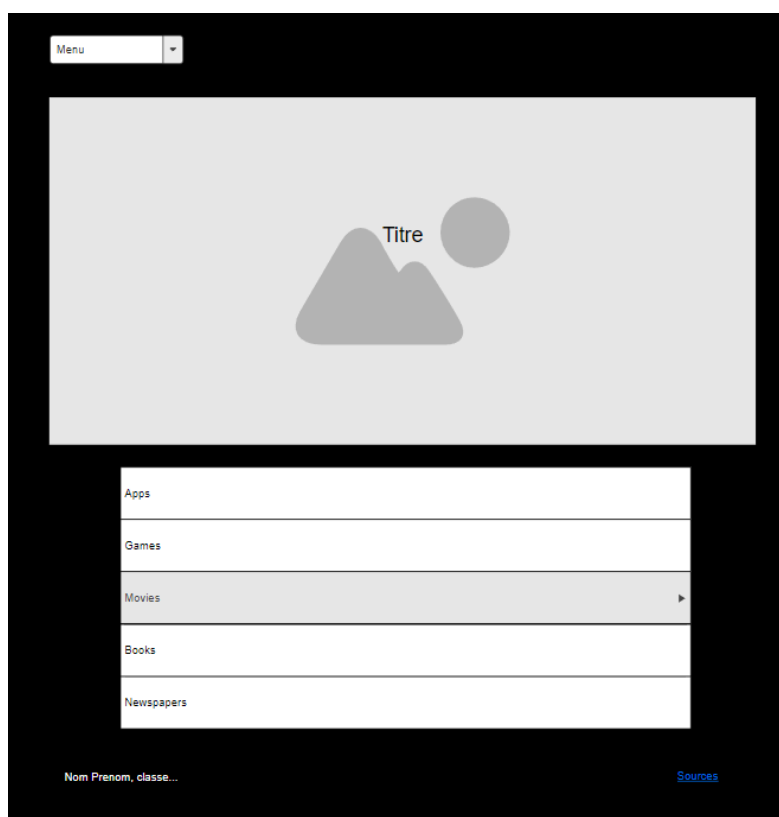 Menu
Titre
Apps
Games
Movies
Books
Newspapers
Nom Prenom, classe...
Sources